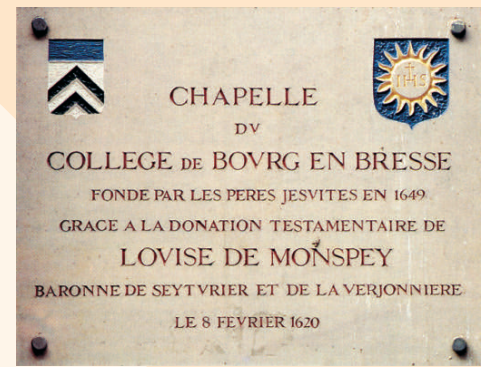 IHS
CHAPELLE
DV
COLLEGE DE BOVRG EN BRESSE
FONDE PAR LES PERES JESVITES EN 1649
GRACE A LA DONATION TESTAMENTAIRE DE
LOVISE DE MONSPEY
BARONNE DE SEYTVRIER ET DE LA VERJONNIERE
LE 8 FEVRIER 1620